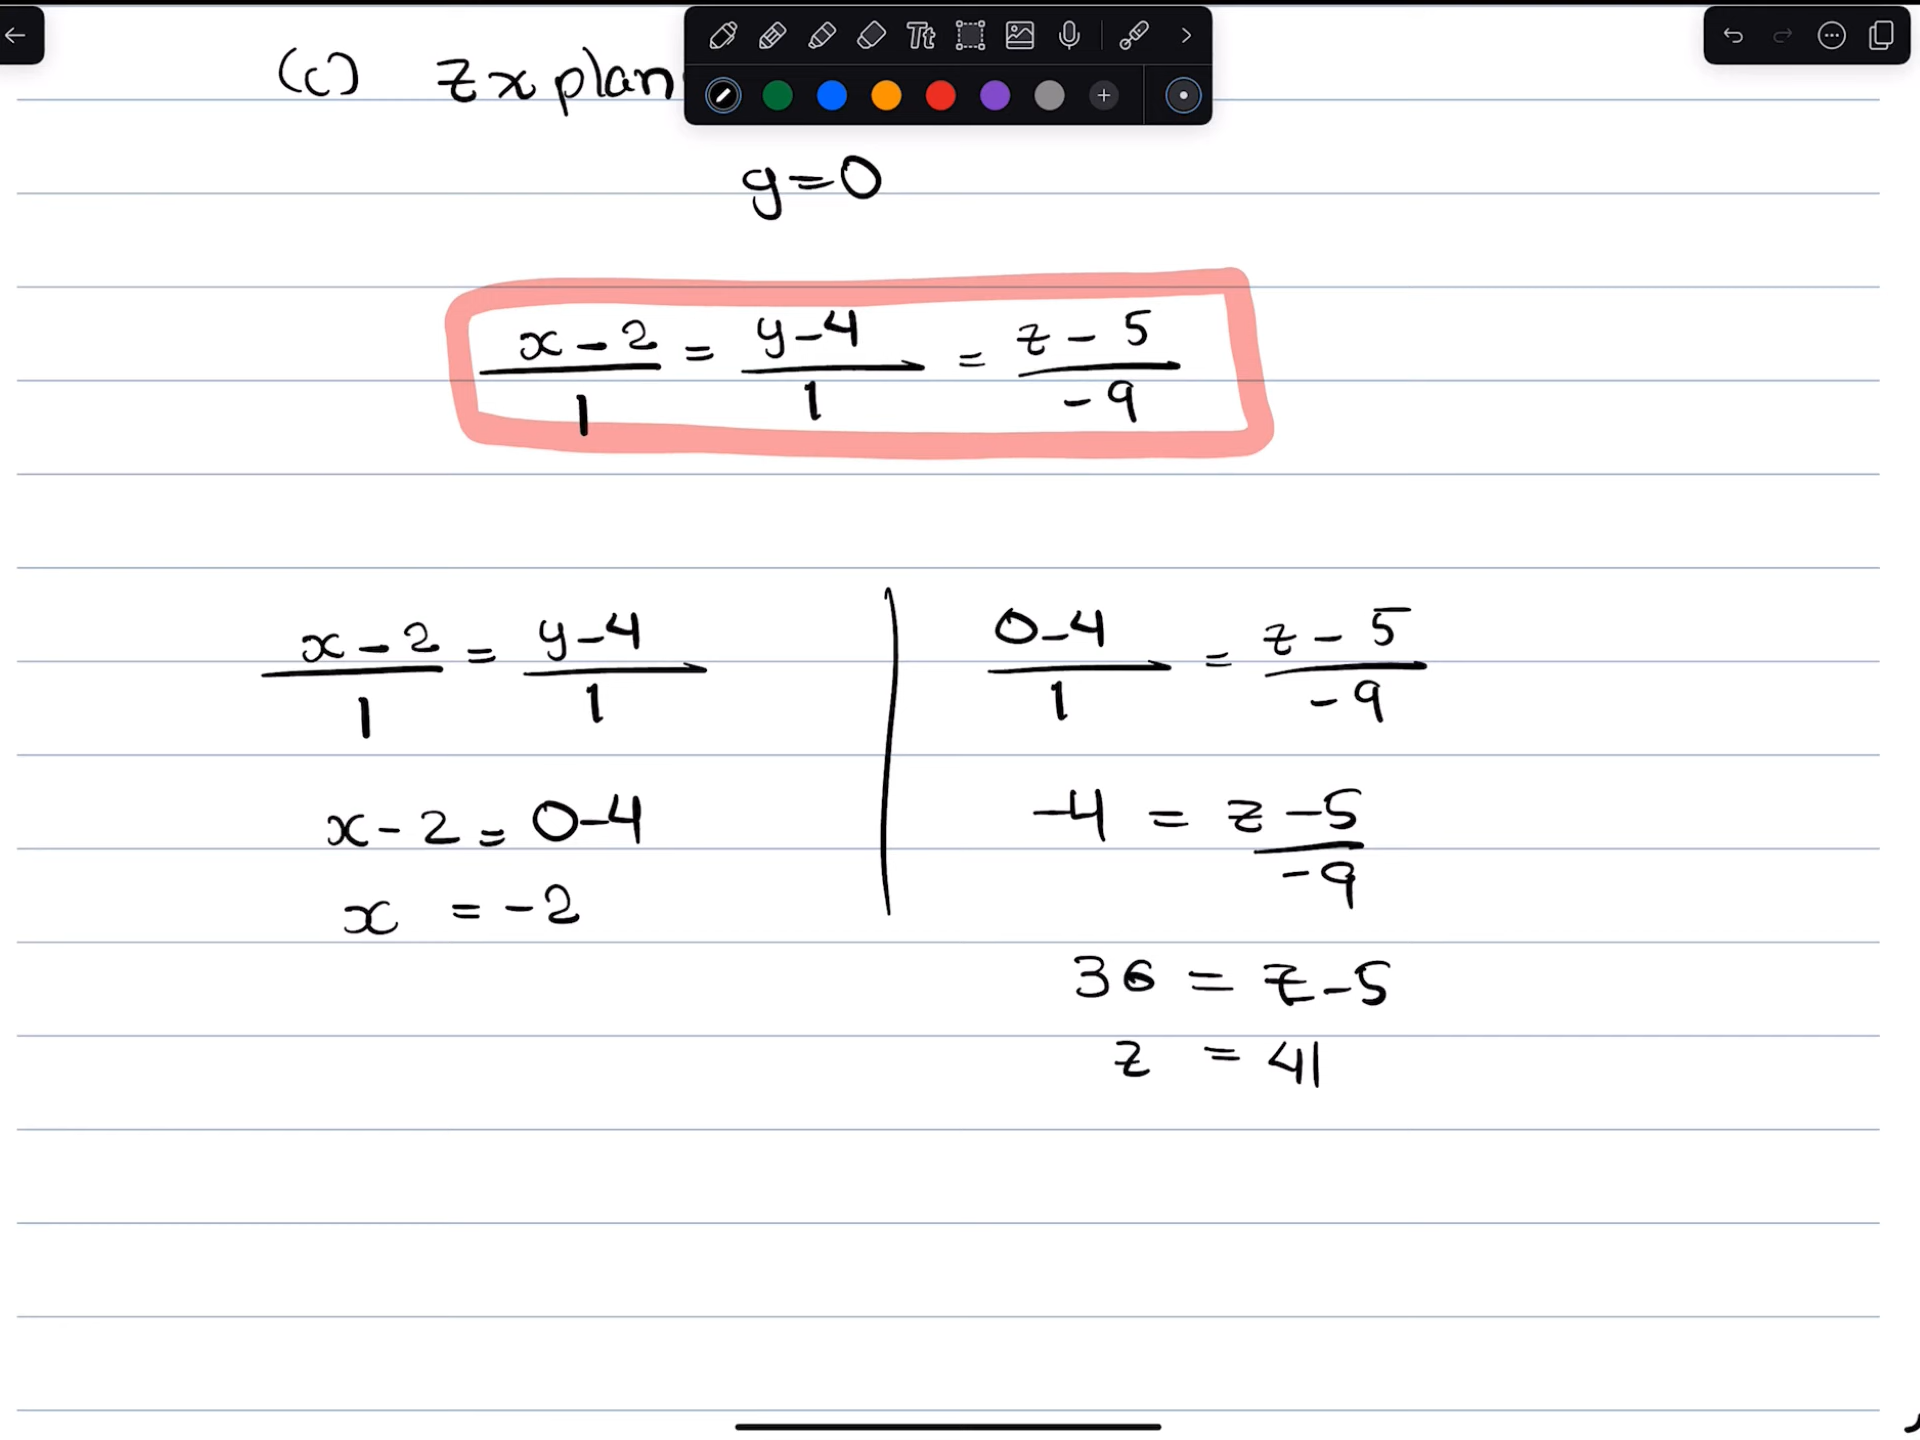 (c) zx plan
y=0
x-2/1 = y-4/1 = z-5/-9
x-2/1 = y-4/1
x-2 = 0-4
x = -2
0-4/1 = z-5/-9
-4 = z-5/-9
36 = z-5
z = 41
Tt